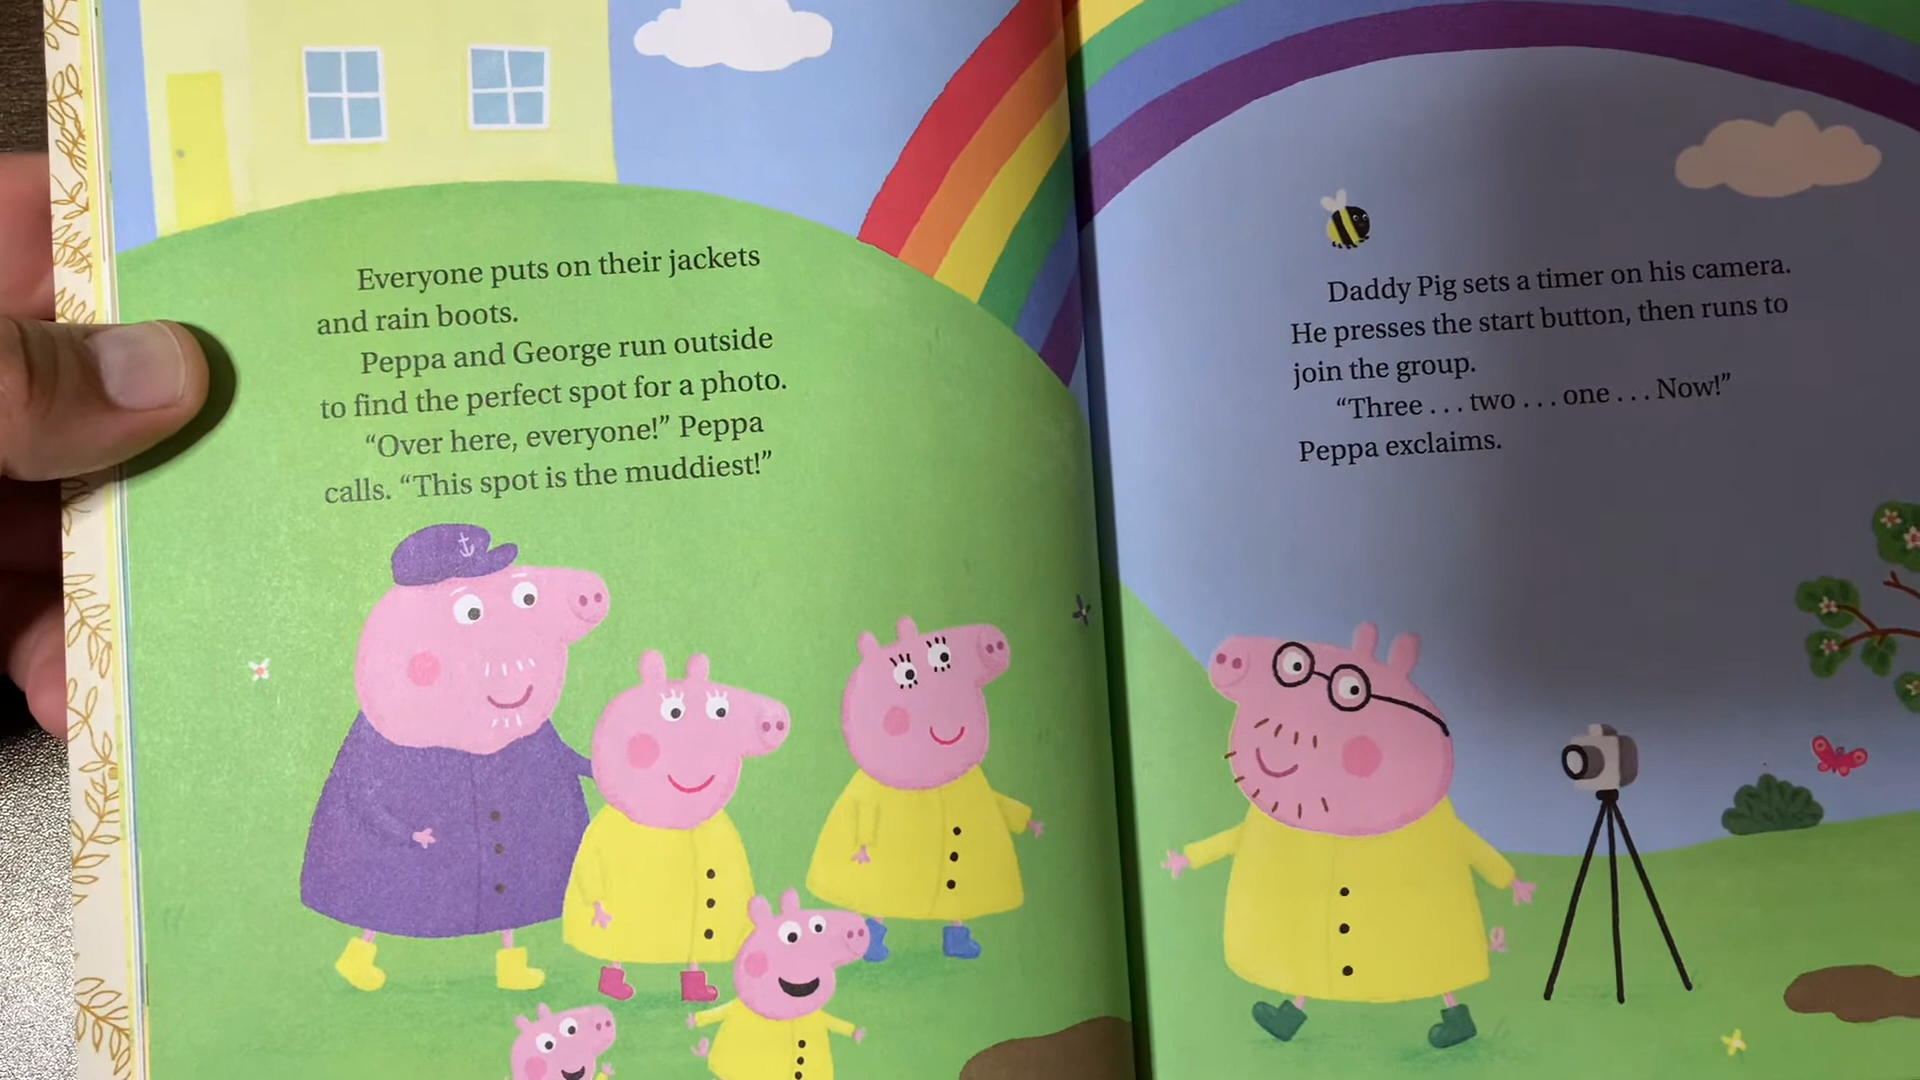 Everyone puts on their jackets
and rain boots.
Peppa and George run outside
to find the perfect spot for a photo.
“Over here, everyone!” Peppa
calls. “This spot is the muddiest!”
Daddy Pig sets a timer on his camera.
He presses the start button, then runs to
join the group.
“Three . . . two . . . one . . . Now!”
Peppa exclaims.